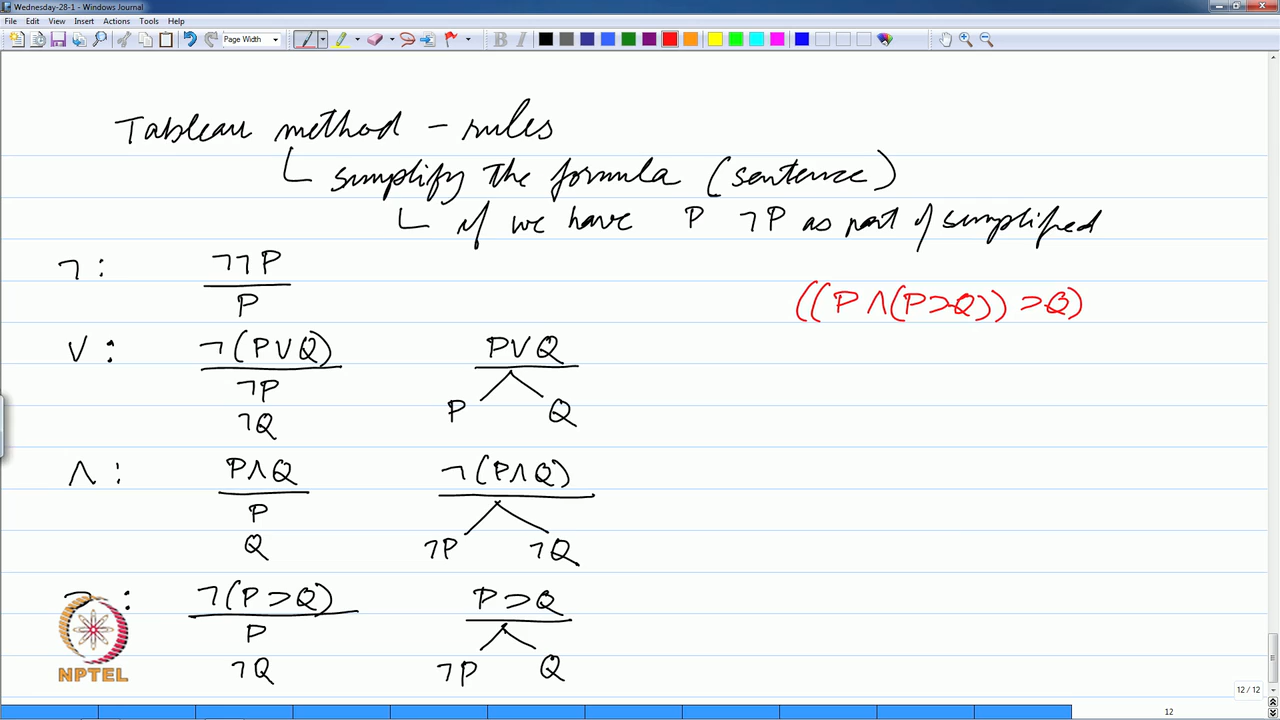 Wednesday-28-1 - Windows Journal
File Edit View Insert Actions Tools Help
Page Width
Tableau method - rules
simplify the formula (sentence)
if we have P ¬P as part of simplified
¬ : ¬¬P
P
((P ∧ (P ⊃ Q)) ⊃ Q)
∨ : ¬(P ∨ Q) P ∨ Q
¬P P Q
¬Q
∧ : P ∧ Q ¬(P ∧ Q)
P
Q ¬P ¬Q
⊃ : ¬(P ⊃ Q) P ⊃ Q
P
¬Q ¬P Q
NPTEL
12 / 12
12